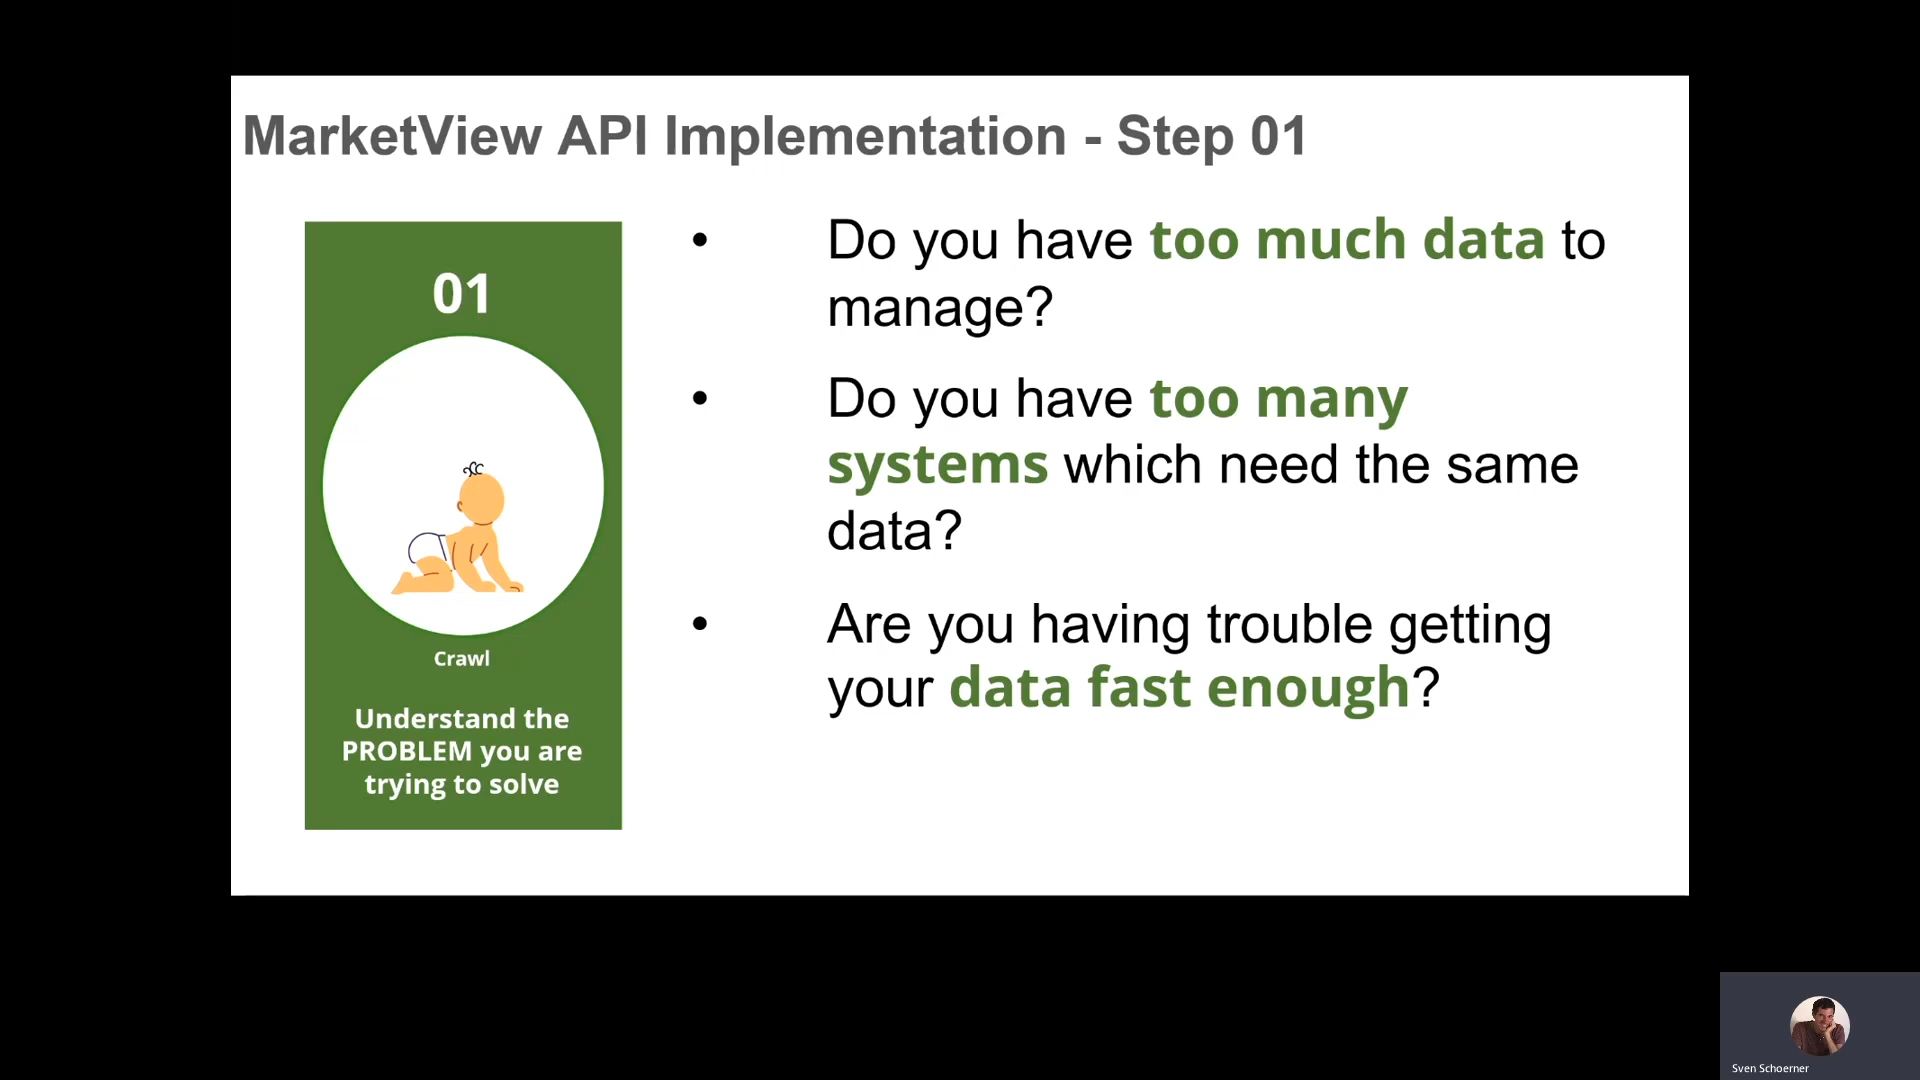 MarketView API Implementation - Step 01
01
Crawl
Understand the
PROBLEM you are
trying to solve
• Do you have too much data to
manage?
• Do you have too many
systems which need the same
data?
• Are you having trouble getting
your data fast enough?
Sven Schoerner